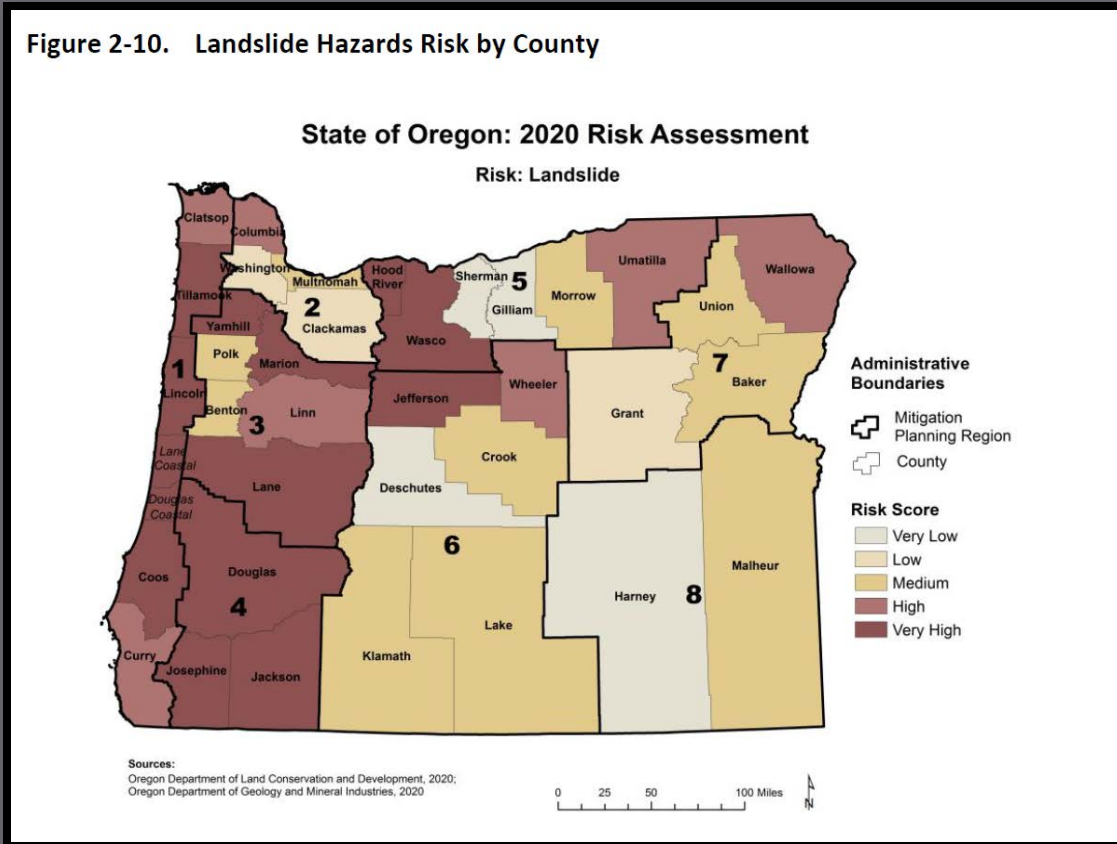 Figure 2-10. Landslide Hazards Risk by County
State of Oregon: 2020 Risk Assessment
Risk: Landslide
Clatsop
Columbia
Washington
Tillamook
Multnomah
Hood
River
Sherman
5
Gilliam
Morrow
Umatilla
Wallowa
Union
2
Clackamas
Yamhill
Wasco
Polk
Marion
1
Lincoln
Benton
3
Linn
Jefferson
Wheeler
Grant
7
Baker
Lane
Coastal
Lane
Crook
Deschutes
Douglas
Coastal
6
Coos
Douglas
4
Malheur
Harney
8
Lake
Klamath
Curry
Josephine
Jackson
Administrative
Boundaries
Mitigation
Planning Region
County
Risk Score
Very Low
Low
Medium
High
Very High
Sources:
Oregon Department of Land Conservation and Development, 2020;
Oregon Department of Geology and Mineral Industries, 2020
0 25 50 100 Miles
N